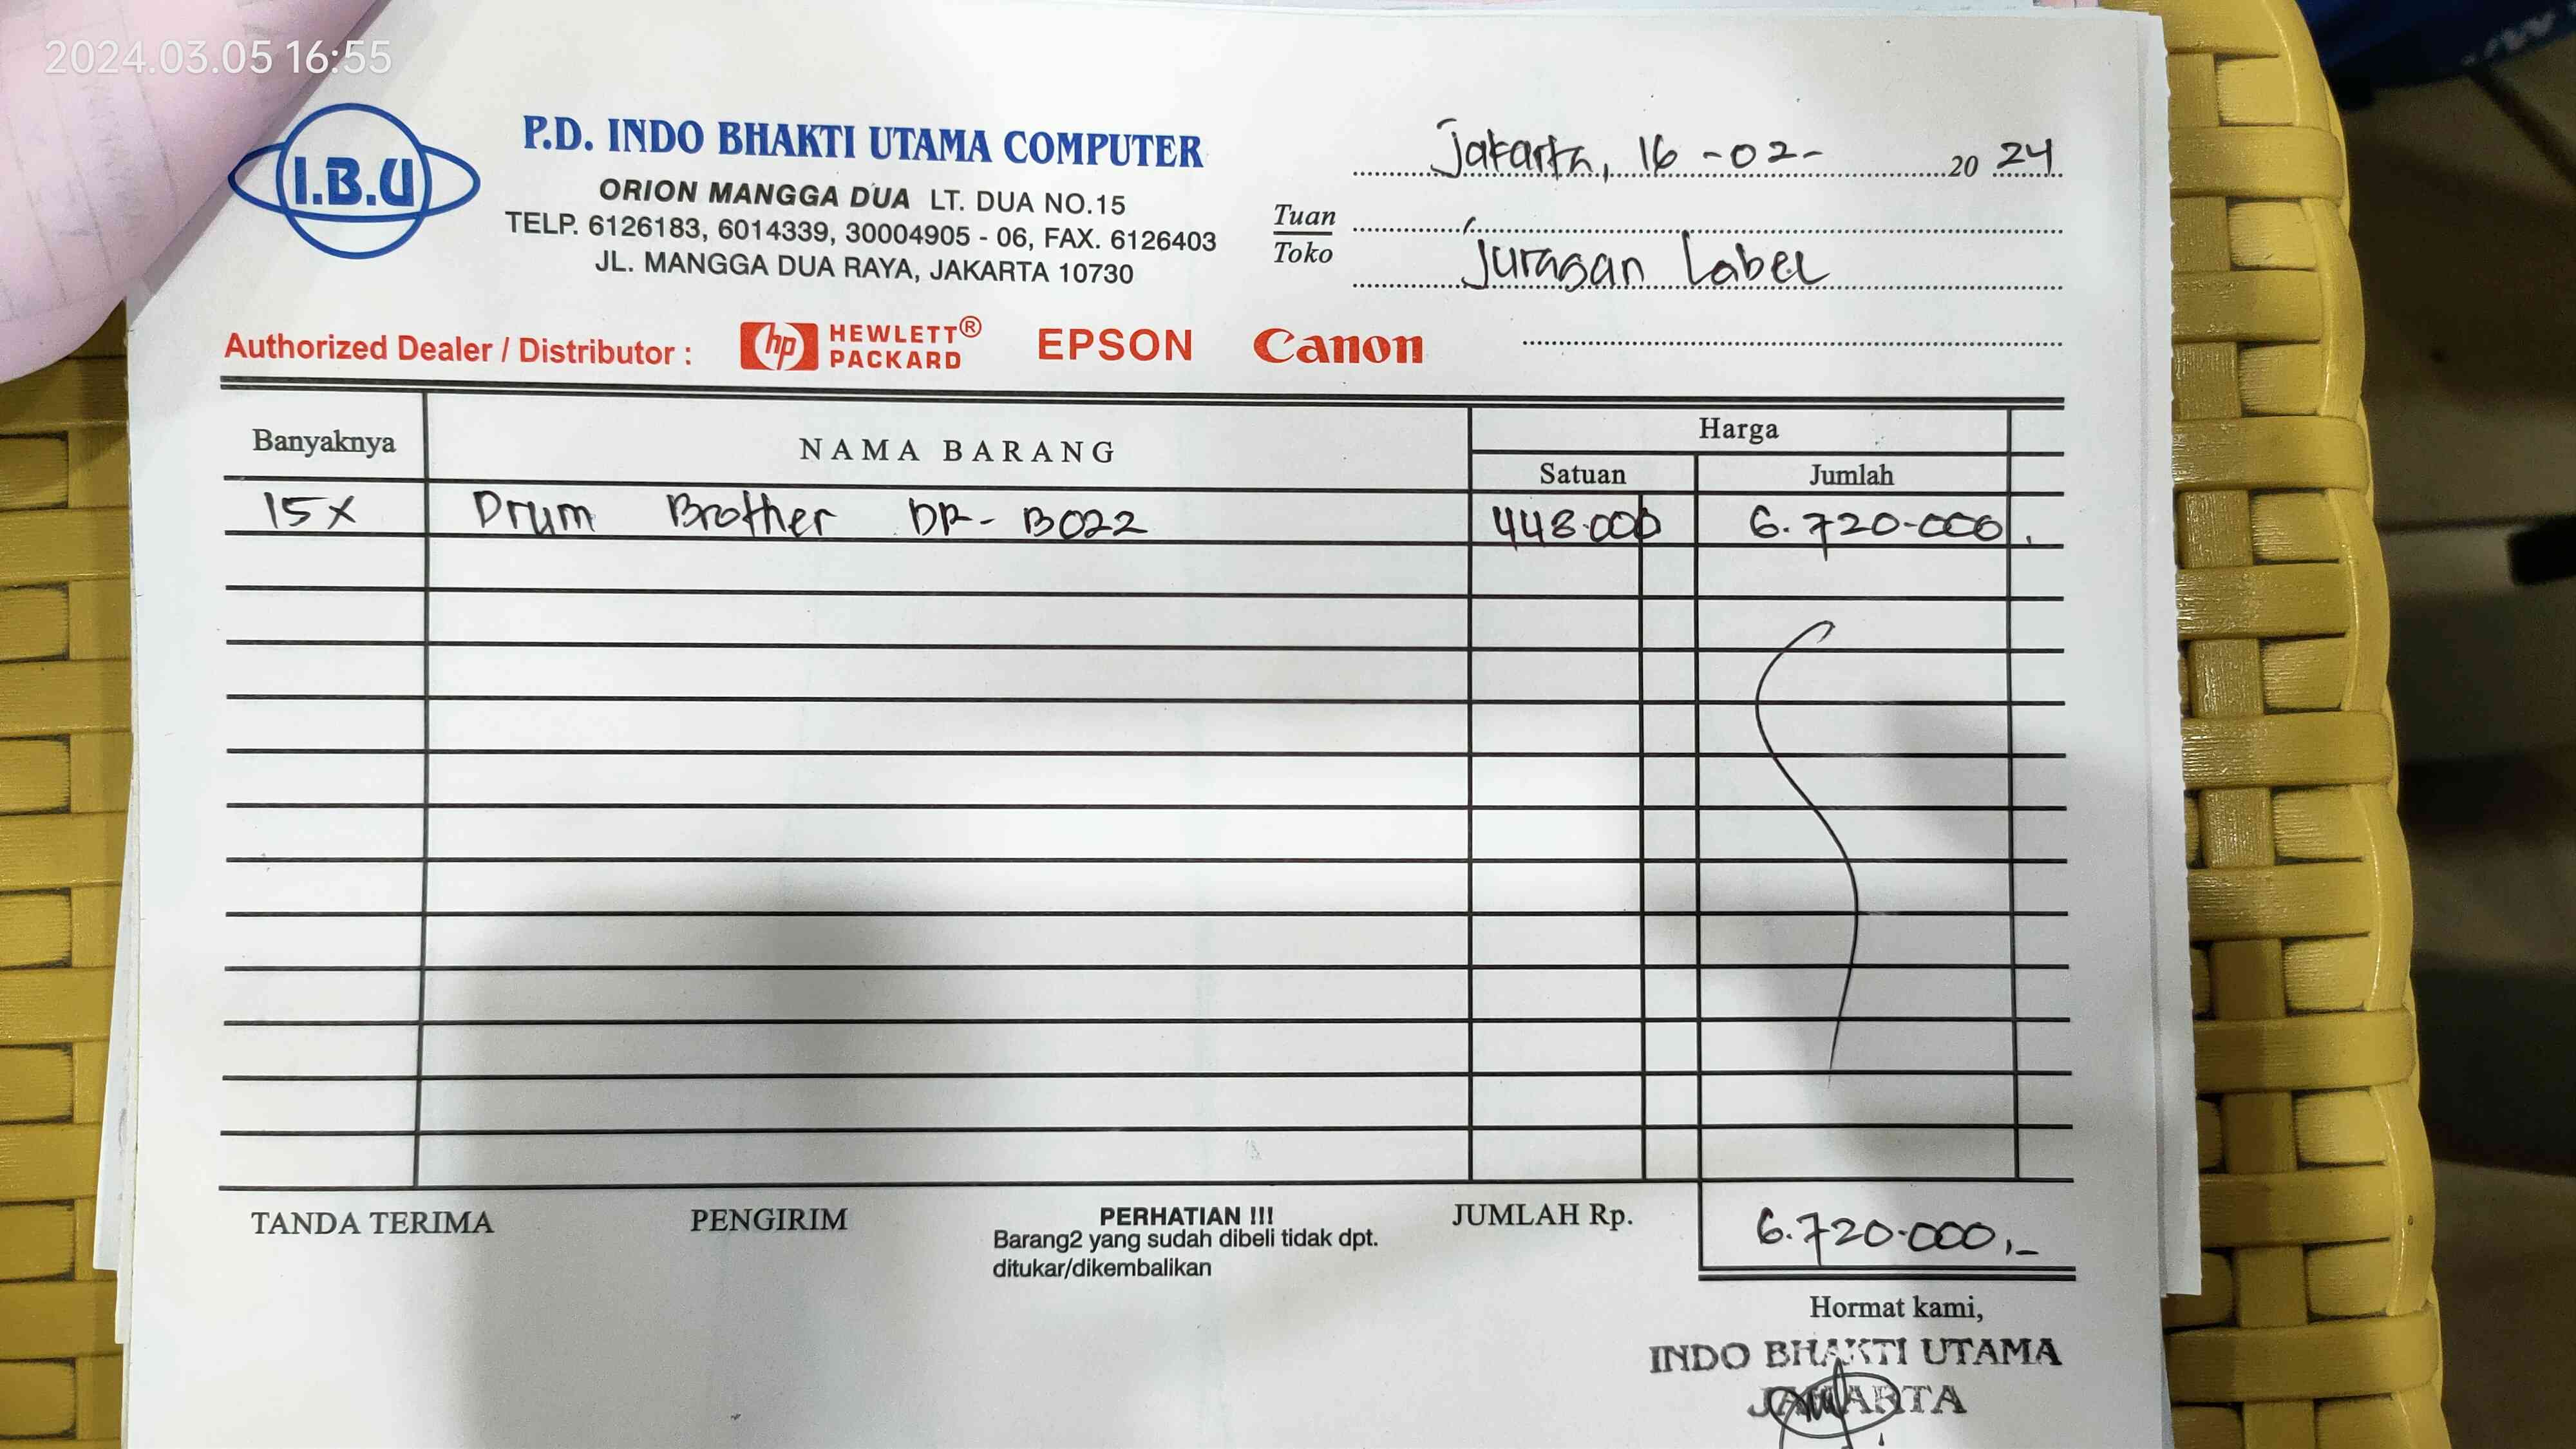 2024.03.05 16:55
I.B.U
P.D. INDO BHAKTI UTAMA COMPUTER
ORION MANGGA DUA LT. DUA NO.15
TELP. 6126183, 6014339, 30004905 - 06, FAX. 6126403
JL. MANGGA DUA RAYA, JAKARTA 10730
Jakarta, 16 -02- 20 24
Tuan
Toko
Juragan Label
Authorized Dealer / Distributor : hp HEWLETT® PACKARD EPSON Canon
Banyaknya NAMA BARANG Harga
Satuan Jumlah
15X Drum Brother DR- B022 448.000 6.720.000
TANDA TERIMA PENGIRIM PERHATIAN !!! JUMLAH Rp. 6.720.000,-
Barang2 yang sudah dibeli tidak dpt.
ditukar/dikembalikan
Hormat kami,
INDO BHAKTI UTAMA
JAKARTA